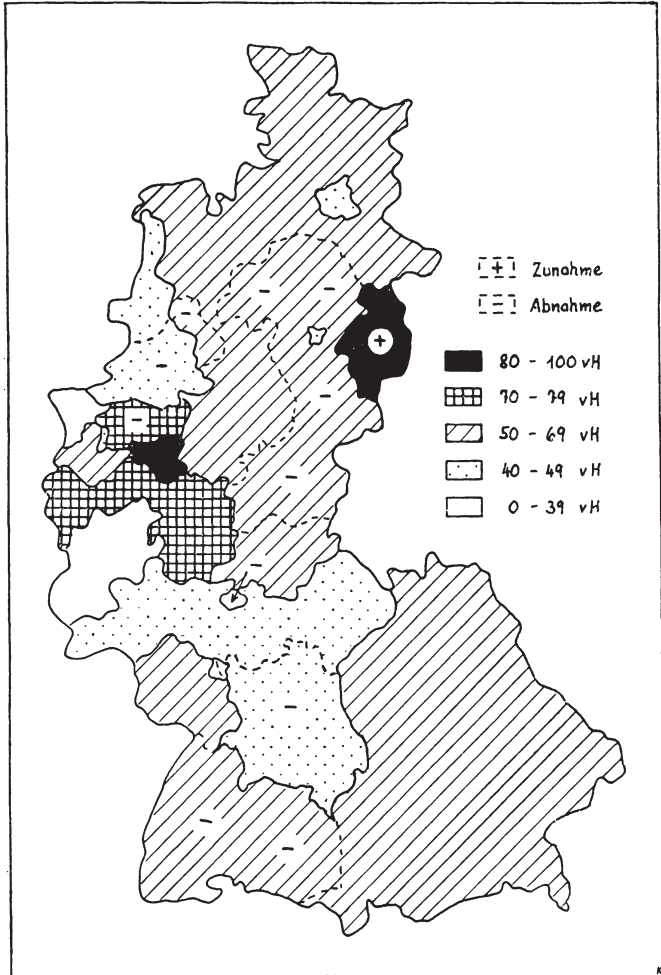 + Zunahme
- Abnahme
80 - 100 vH
70 - 79 vH
50 - 69 vH
40 - 49 vH
0 - 39 vH